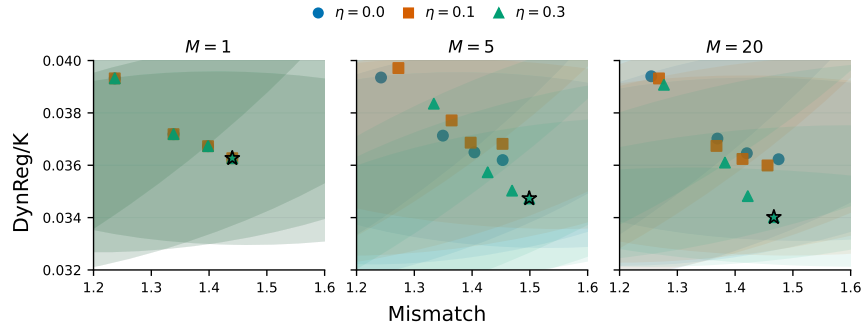 η = 0.0 η = 0.1 η = 0.3
M = 1 M = 5 M = 20
DynReg/K
0.040
0.038
0.036
0.034
0.032
1.2 1.3 1.4 1.5 1.6 1.2 1.3 1.4 1.5 1.6 1.2 1.3 1.4 1.5 1.6
Mismatch